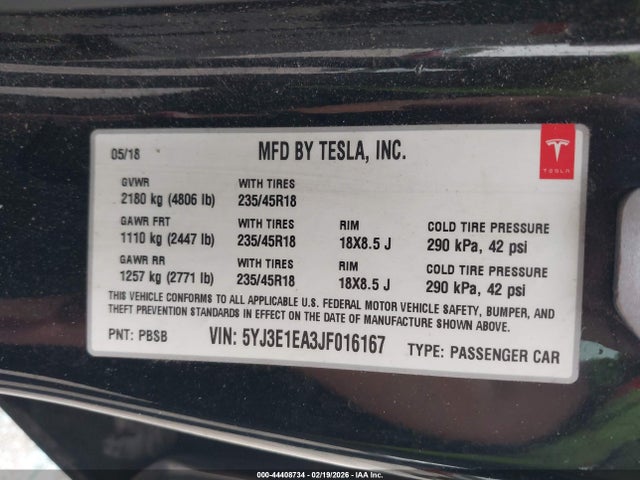 05/18 MFD BY TESLA, INC.
TESLA
GVWR WITH TIRES
2180 kg (4806 lb) 235/45R18
GAWR FRT WITH TIRES RIM COLD TIRE PRESSURE
1110 kg (2447 lb) 235/45R18 18X8.5 J 290 kPa, 42 psi
GAWR RR WITH TIRES RIM COLD TIRE PRESSURE
1257 kg (2771 lb) 235/45R18 18X8.5 J 290 kPa, 42 psi
THIS VEHICLE CONFORMS TO ALL APPLICABLE U.S. FEDERAL MOTOR VEHICLE SAFETY, BUMPER, AND
THEFT PREVENTION STANDARDS IN EFFECT ON THE DATE OF MANUFACTURE SHOWN ABOVE.
PNT: PBSB VIN: 5YJ3E1EA3JF016167 TYPE: PASSENGER CAR
000-44408734 - 02/19/2026 - IAA Inc.